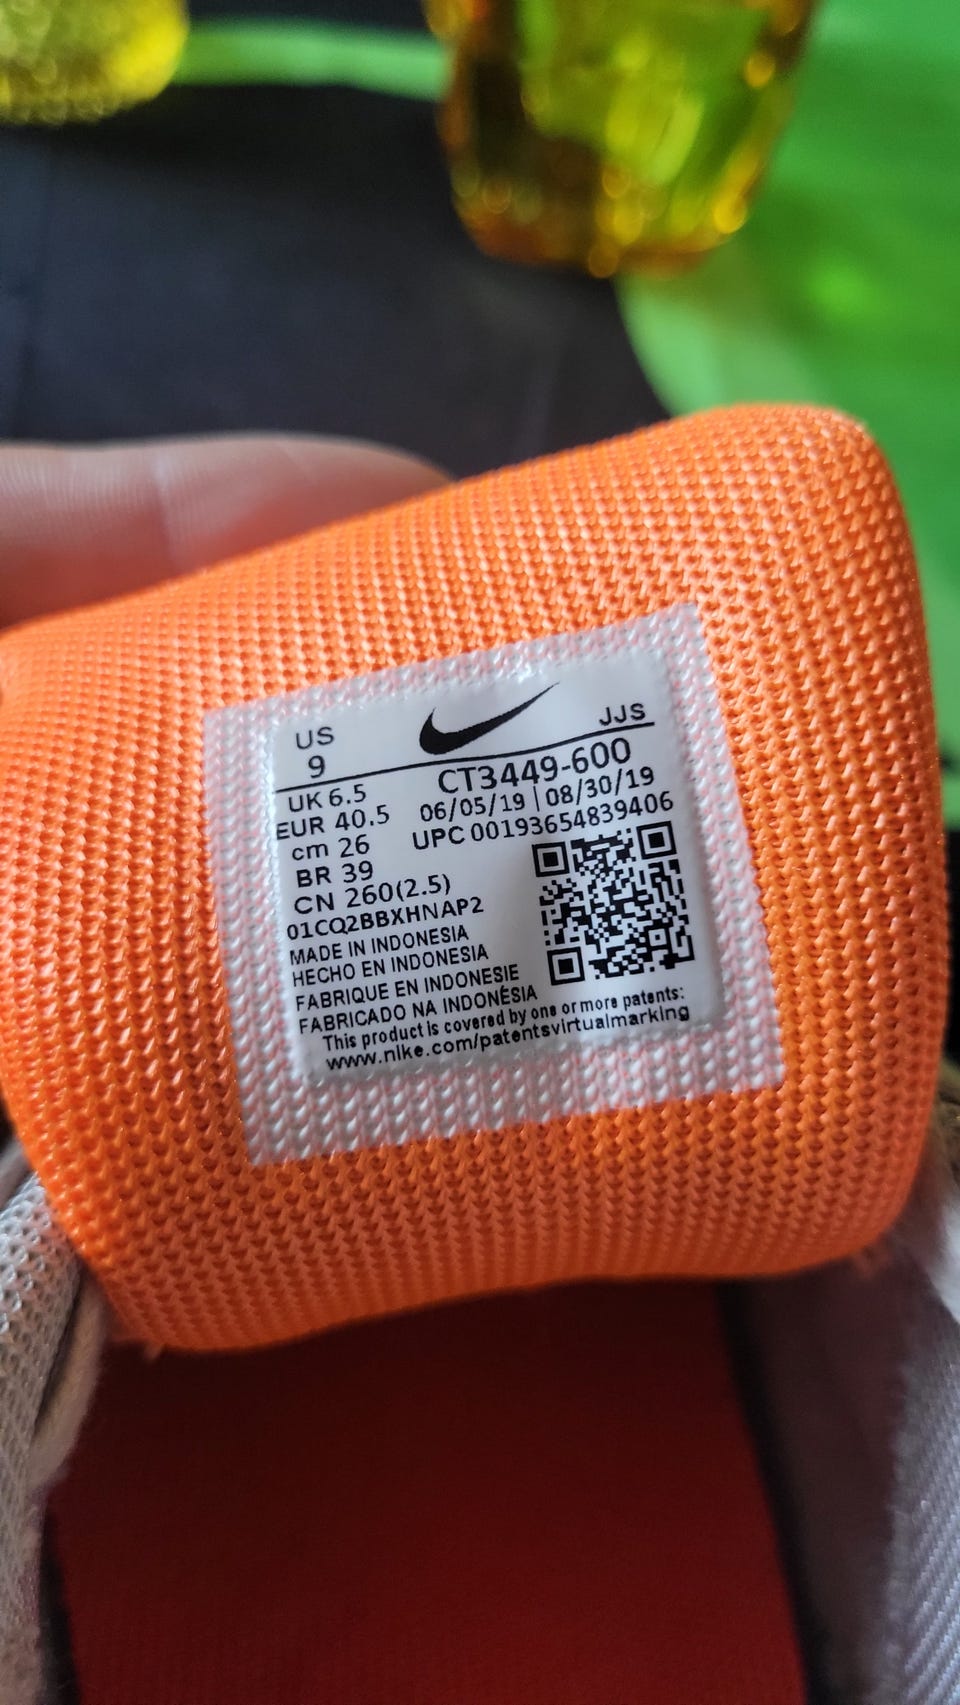 US
9
JJS
UK 6.5
EUR 40.5
cm 26
BR 39
CN 260(2.5)
CT3449-600
06/05/19 | 08/30/19
UPC 00193654839406
01CQ2BBXHNAP2
MADE IN INDONESIA
HECHO EN INDONESIA
FABRIQUE EN INDONESIE
FABRICADO NA INDONÉSIA
This product is covered by one or more patents:
www.nike.com/patentsvirtualmarking